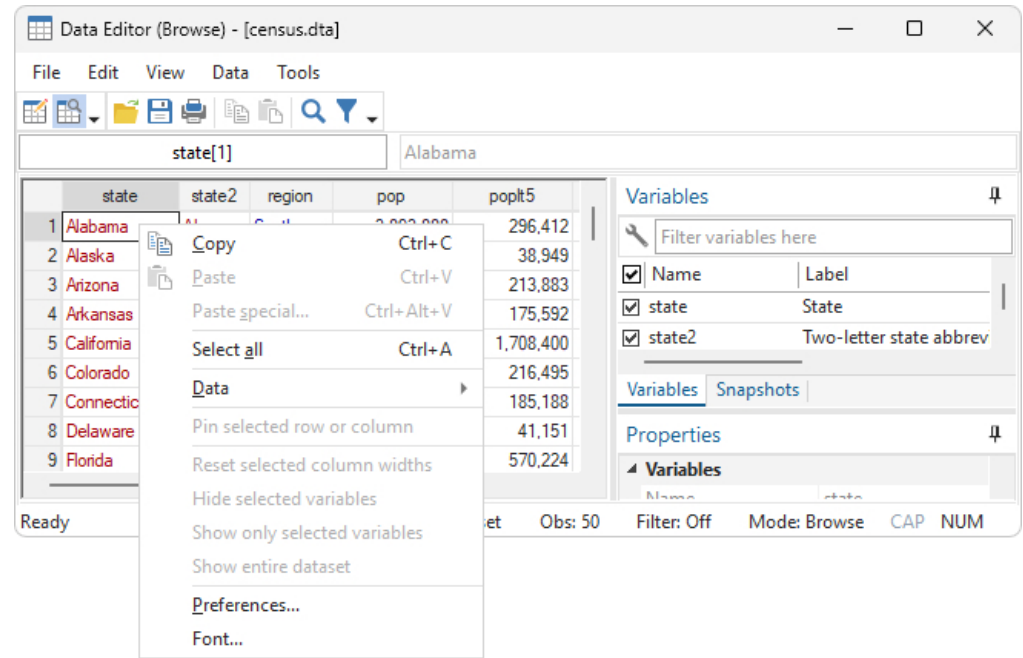 Data Editor (Browse) - [census.dta]
File Edit View Data Tools
state[1] Alabama
state state2 region pop poplt5
1 Alabama 296,412
2 Alaska 38,949
3 Arizona 213,883
4 Arkansas 175,592
5 California 1,708,400
6 Colorado 216,495
7 Connectic 185,188
8 Delaware 41,151
9 Florida 570,224
Copy Ctrl+C
Paste Ctrl+V
Paste special... Ctrl+Alt+V
Select all Ctrl+A
Data
Pin selected row or column
Reset selected column widths
Hide selected variables
Show only selected variables
Show entire dataset
Preferences...
Font...
Variables
Filter variables here
Name Label
state State
state2 Two-letter state abbrev
Variables Snapshots
Properties
Variables
Name state
Ready et Obs: 50 Filter: Off Mode: Browse CAP NUM